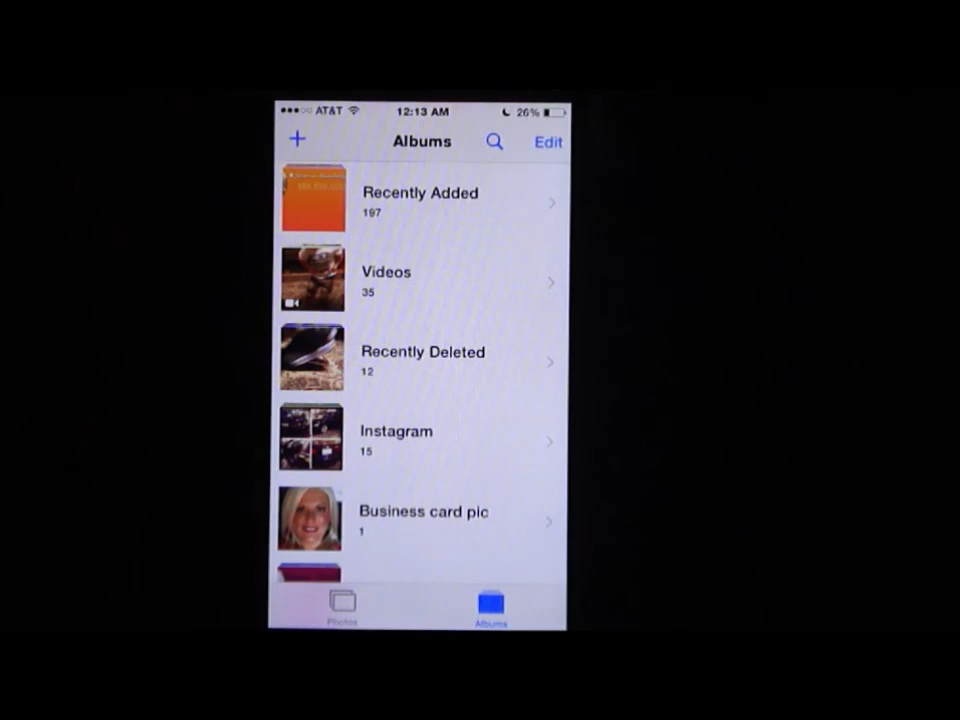 AT&T 12:13 AM 26%
Albums Edit
Recently Added
197
Videos
35
Recently Deleted
12
Instagram
15
Business card pic
1
Photos Albums